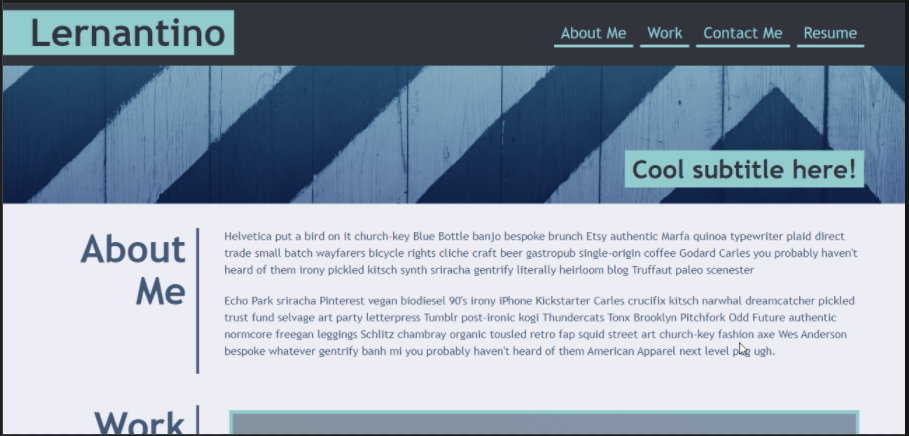 Lernantino
About Me Work Contact Me Resume
Cool subtitle here!
About
Me
Helvetica put a bird on it church-key Blue Bottle banjo bespoke brunch Etsy authentic Marfa quinoa typewriter plaid direct
trade small batch wayfarers bicycle rights cliche craft beer gastropub single-origin coffee Godard Carles you probably haven't
heard of them irony pickled kitsch synth sriracha gentrify literally heirloom blog Truffaut paleo scenester
Echo Park sriracha Pinterest vegan biodiesel 90's irony iPhone Kickstarter Carles crucifix kitsch narwhal dreamcatcher pickled
trust fund selvage art party letterpress Tumblr post-ironic kogi Thundercats Tonx Brooklyn Pitchfork Odd Future authentic
normcore freegan leggings Schlitz chambray organic tousled retro fap squid street art church-key fashion axe Wes Anderson
bespoke whatever gentrify banh mi you probably haven't heard of them American Apparel next level pug ugh.
Work